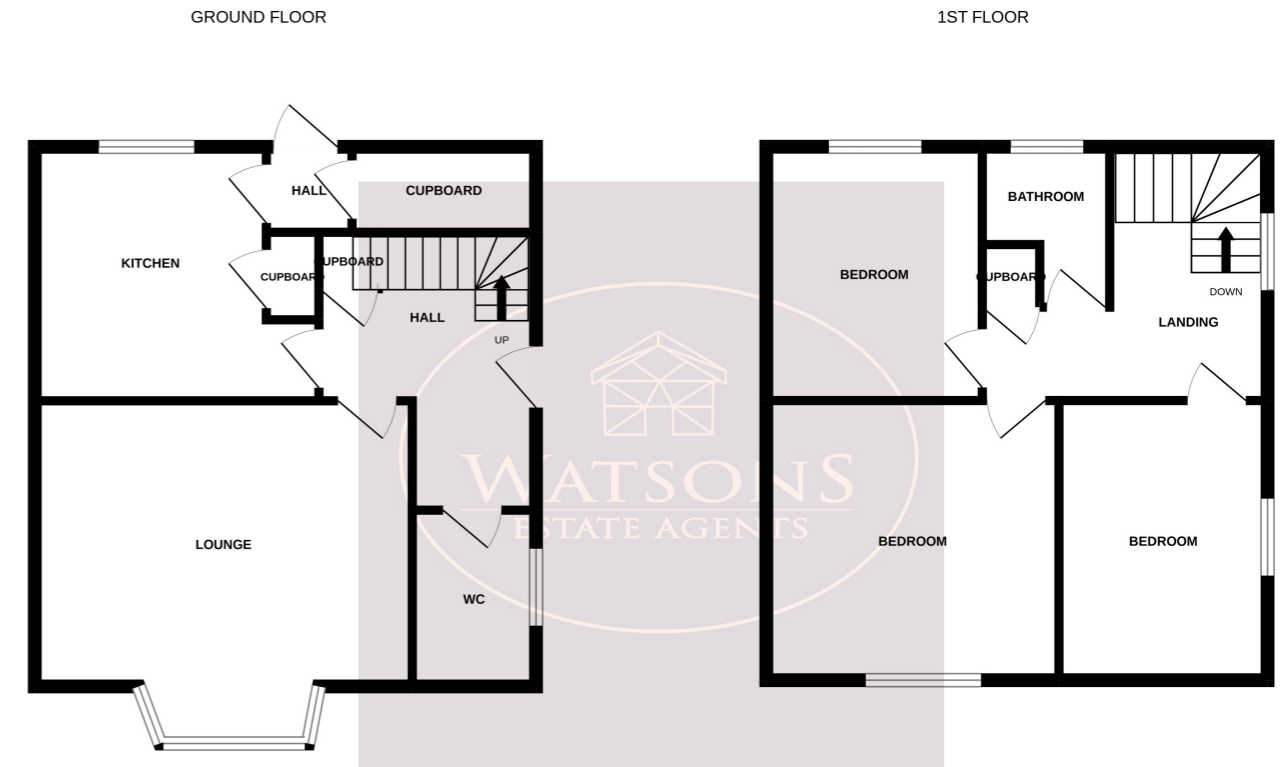 GROUND FLOOR
1ST FLOOR
HALL
CUPBOARD
KITCHEN
CUPBOARD
CUPBOARD
HALL
UP
LOUNGE
WC
BATHROOM
BEDROOM
CUPBOARD
DOWN
LANDING
BEDROOM
BEDROOM
WATSONS
ESTATE AGENTS